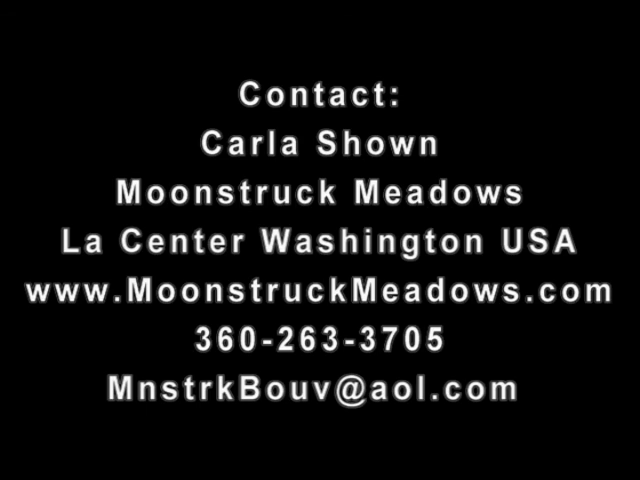 Contact:
Carla Shown
Moonstruck Meadows
La Center Washington USA
www.MoonstruckMeadows.com
360-263-3705
MnstrkBouv@aol.com